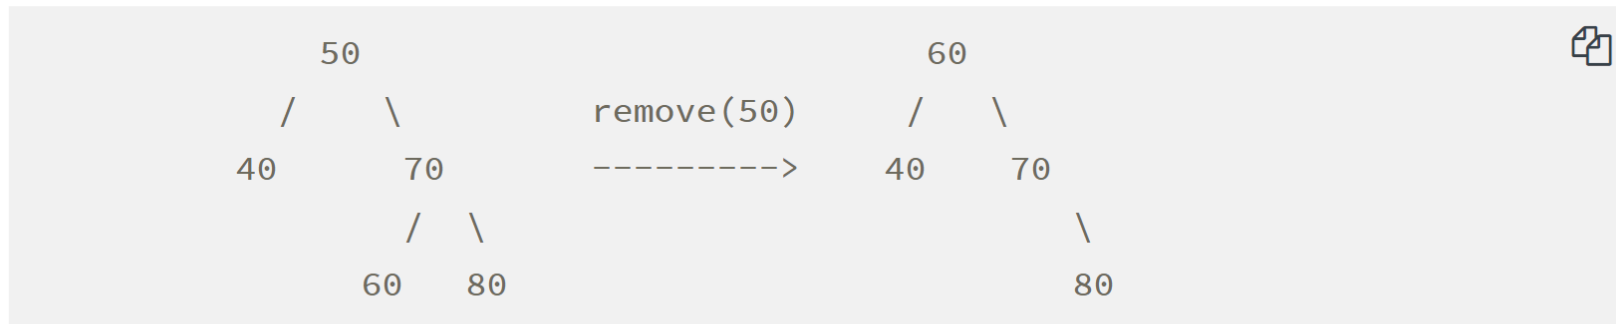 50 60
/ \ remove(50) / \
40 70 ---------> 40 70
/ \ \
60 80 80